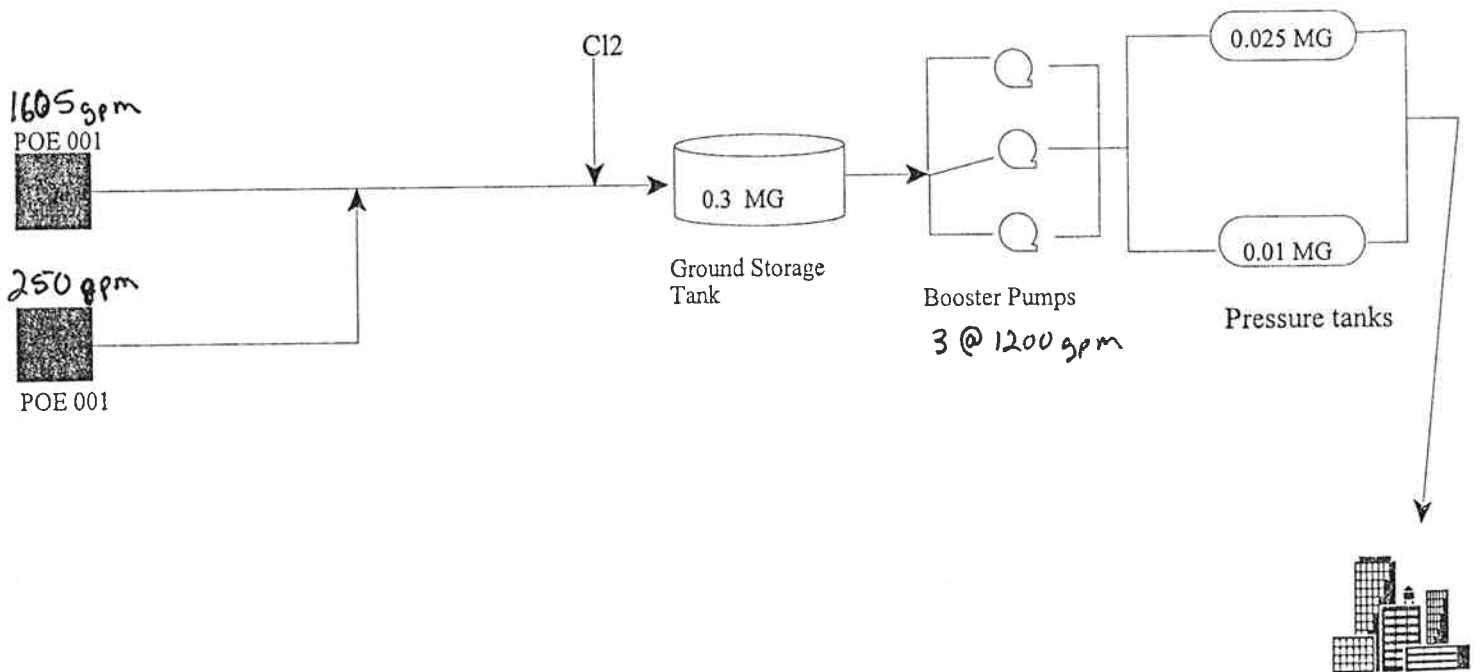 Cl2
0.025 MG
1605 gpm
POE 001
0.3 MG
0.01 MG
250 gpm
Ground Storage
Tank
Booster Pumps
Pressure tanks
3 @ 1200 gpm
POE 001